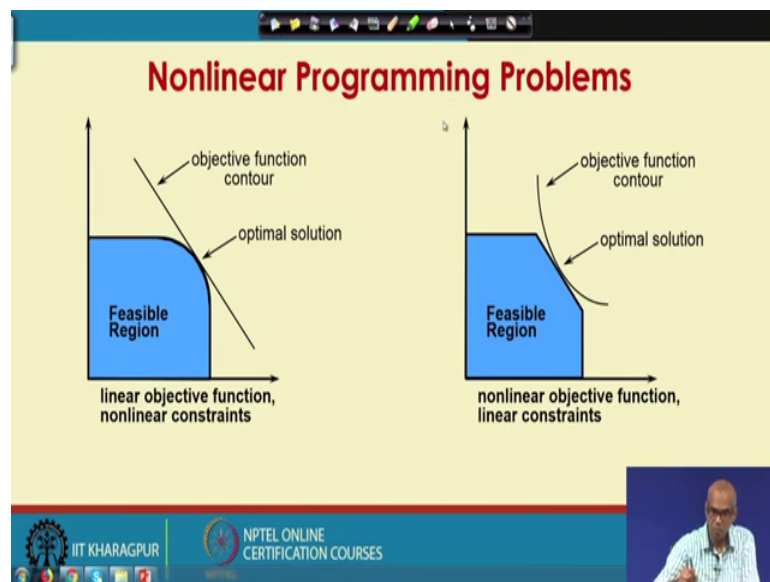 Nonlinear Programming Problems
objective function
contour
optimal solution
Feasible
Region
linear objective function,
nonlinear constraints
objective function
contour
optimal solution
Feasible
Region
nonlinear objective function,
linear constraints
IIT KHARAGPUR
NPTEL ONLINE
CERTIFICATION COURSES